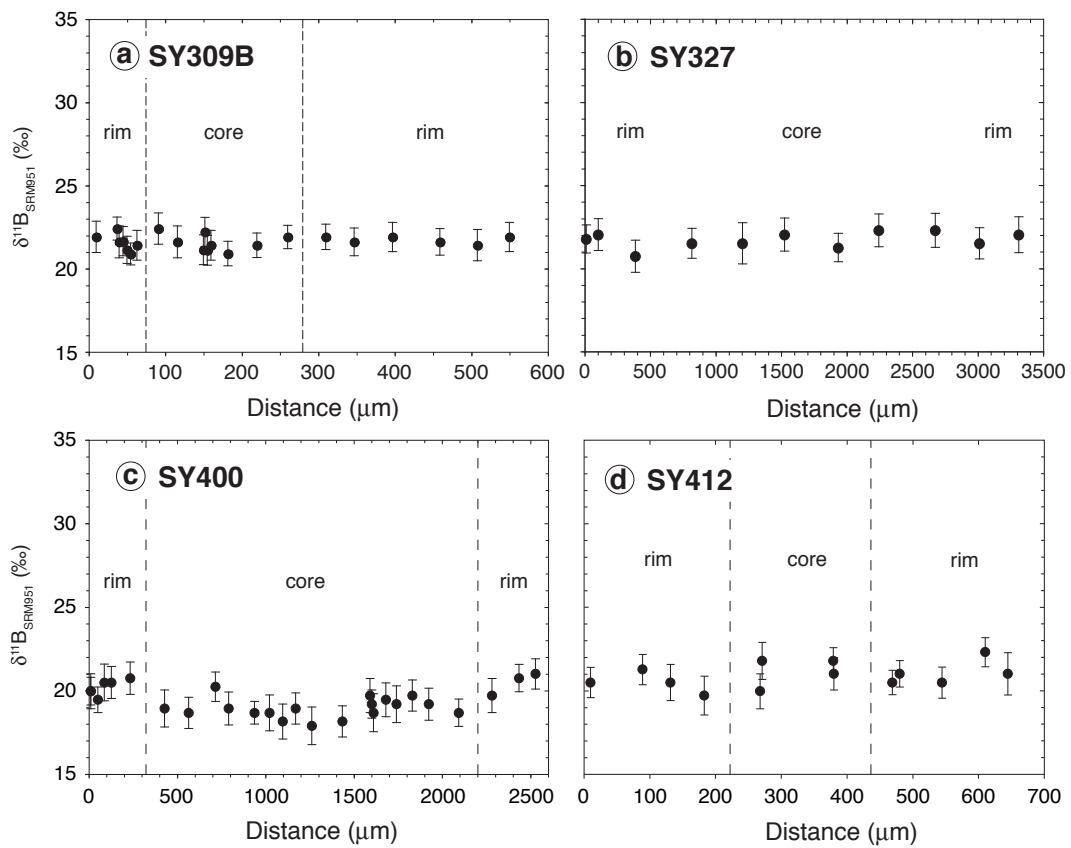 ⓐ SY309B
35
30
25
20
15
rim
core
rim
δ¹¹B_SRM951 (‰)
0
100
200
300
400
500
600
Distance (μm)
ⓑ SY327
rim
core
rim
0
500
1000
1500
2000
2500
3000
3500
Distance (μm)
ⓒ SY400
35
30
25
20
15
rim
core
rim
δ¹¹B_SRM951 (‰)
0
500
1000
1500
2000
2500
Distance (μm)
ⓓ SY412
rim
core
rim
0
100
200
300
400
500
600
700
Distance (μm)